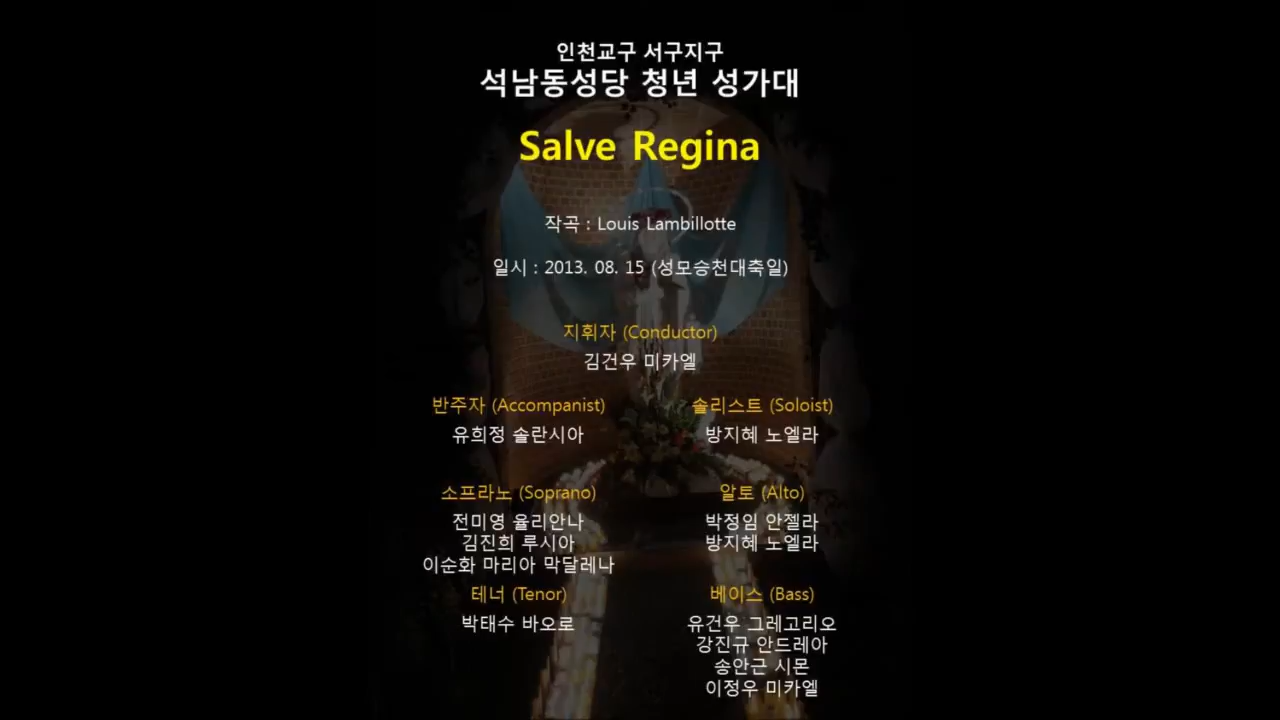 인천교구 서구지구
석남동성당 청년 성가대
Salve Regina
작곡 : Louis Lambillotte
일시 : 2013. 08. 15 (성모승천대축일)
지휘자 (Conductor)
김건우 미카엘
반주자 (Accompanist)
유희정 솔란시아
솔리스트 (Soloist)
방지혜 노엘라
소프라노 (Soprano)
전미영 율리안나
김진희 루시아
이순화 마리아 막달레나
알토 (Alto)
박정임 안젤라
방지혜 노엘라
테너 (Tenor)
박태수 바오로
베이스 (Bass)
유건우 그레고리오
강진규 안드레아
송안근 시몬
이정우 미카엘